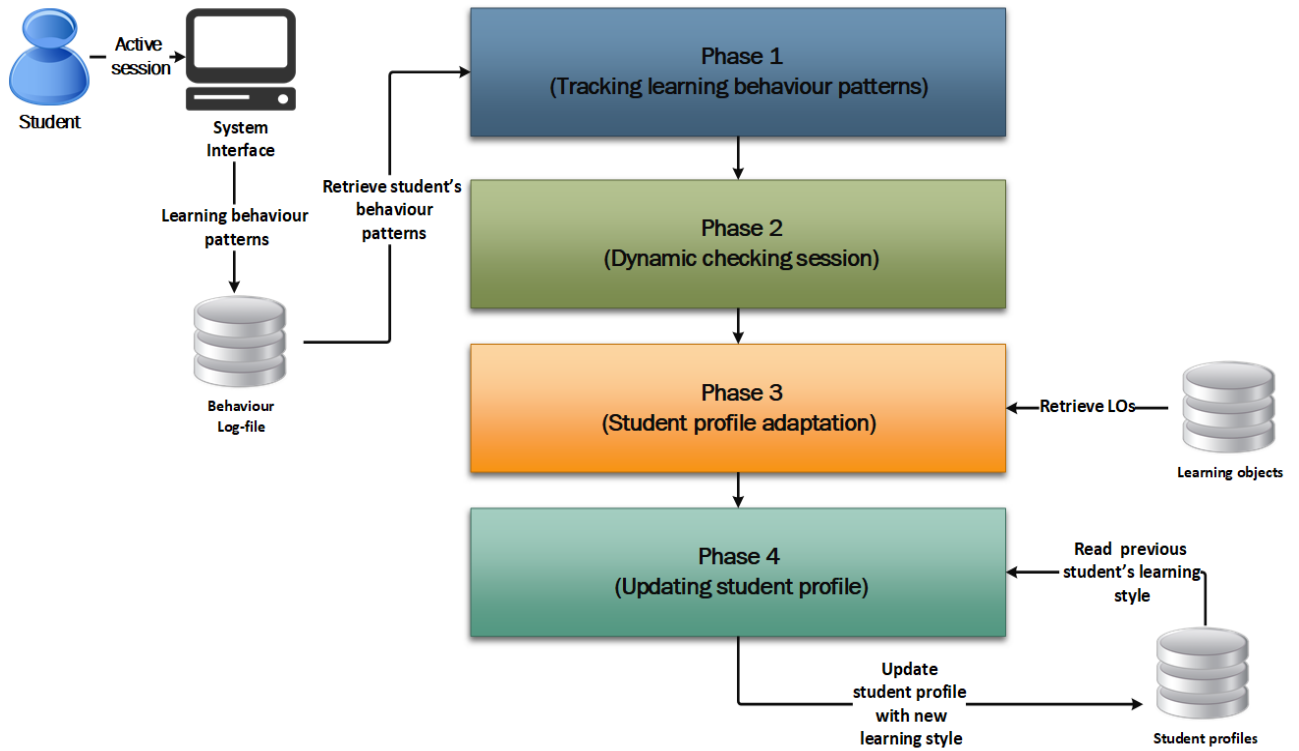 Active
session
Student
System
Interface
Learning behaviour
patterns
Behaviour
Log-file
Retrieve student’s
behaviour
patterns
Phase 1
(Tracking learning behaviour patterns)
Phase 2
(Dynamic checking session)
Phase 3
(Student profile adaptation)
Retrieve LOs
Learning objects
Phase 4
(Updating student profile)
Read previous
student’s learning
style
Update
student profile
with new
learning style
Student profiles